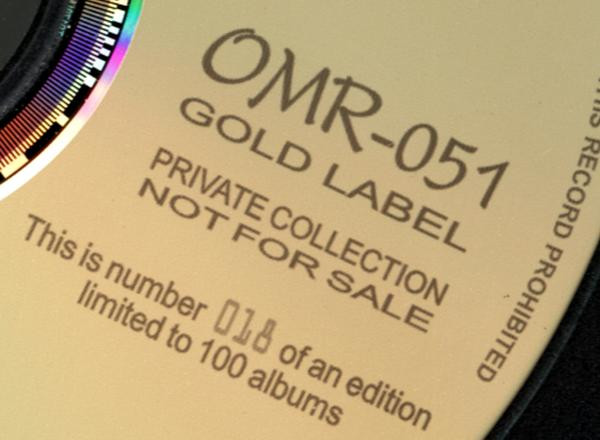 OMR-051
GOLD LABEL
PRIVATE COLLECTION
NOT FOR SALE
This is number 018 of an edition
limited to 100 albums
THIS RECORD PROHIBITED